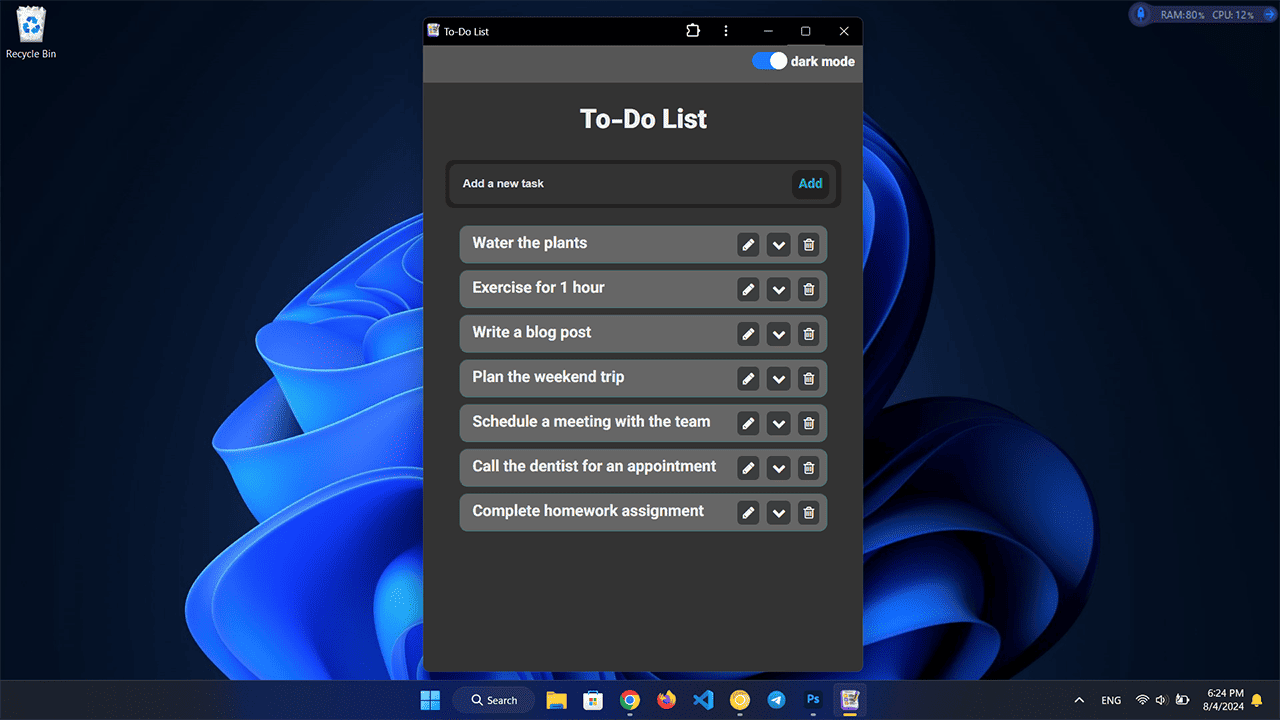 Recycle Bin
RAM:80% CPU:12%
To-Do List
dark mode
To-Do List
Add a new task
Add
Water the plants
Exercise for 1 hour
Write a blog post
Plan the weekend trip
Schedule a meeting with the team
Call the dentist for an appointment
Complete homework assignment
Search
Ps
ENG
6:24 PM
8/4/2024